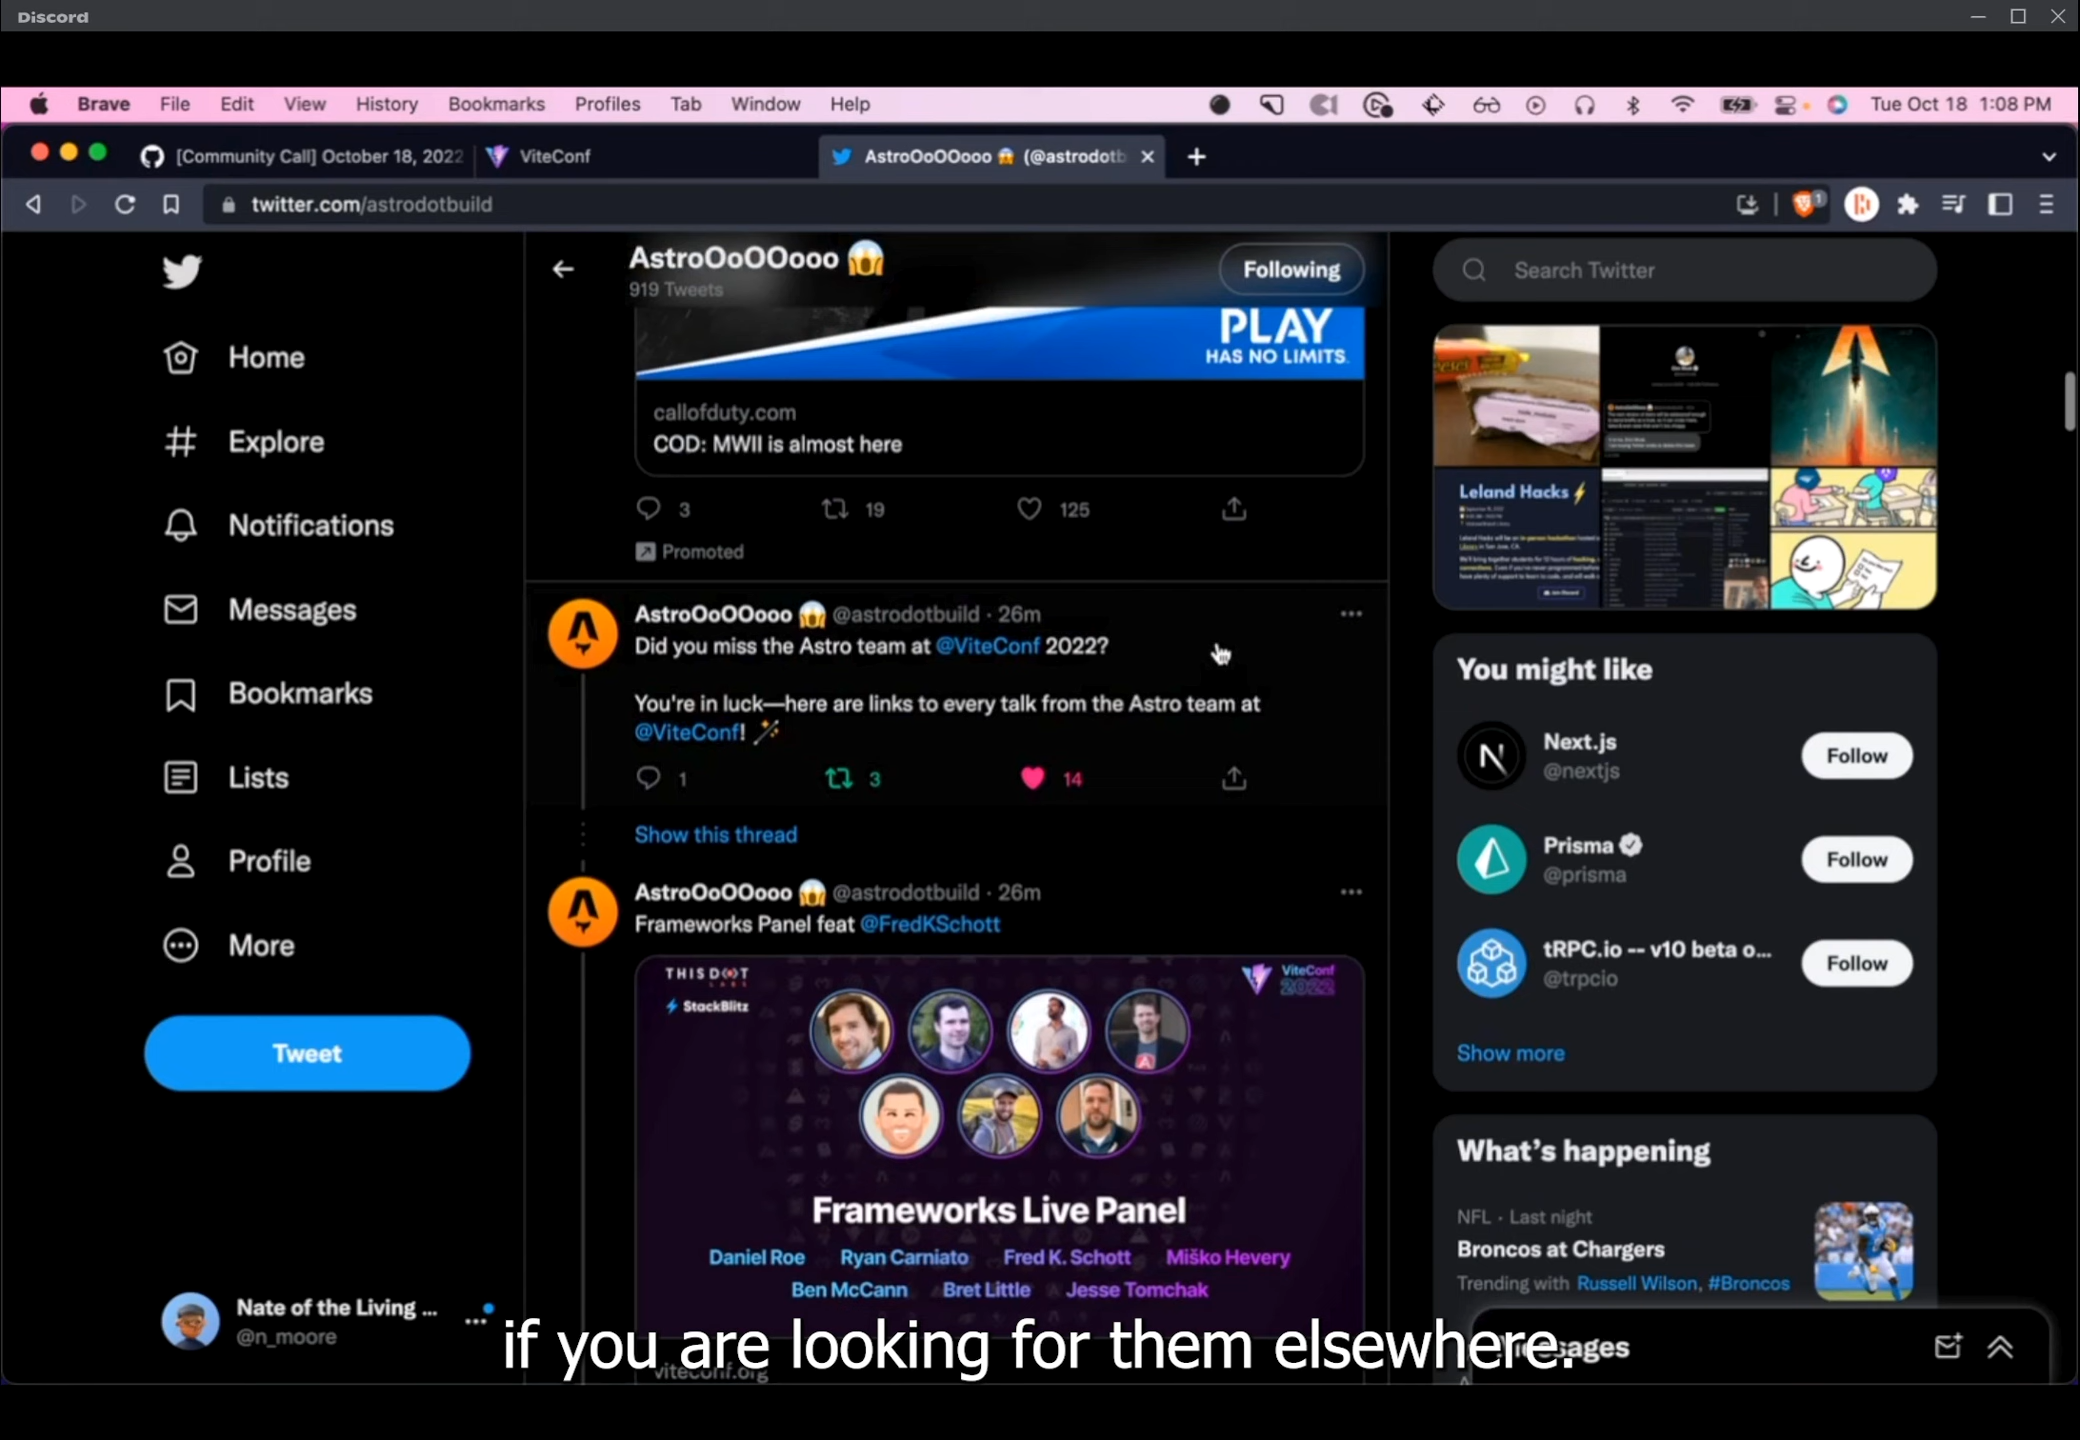 Discord
Brave File Edit View History Bookmarks Profiles Tab Window Help
Tue Oct 18 1:08 PM
[Community Call] October 18, 2022
ViteConf
AstroOoOOooo 😱 (@astrodotb
twitter.com/astrodotbuild
1
Home
Explore
Notifications
Messages
Bookmarks
Lists
Profile
More
Tweet
Nate of the Living ...
@n_moore
AstroOoOOooo 😱
919 Tweets
Following
PLAY
HAS NO LIMITS.
callofduty.com
COD: MWII is almost here
3 19 125
Promoted
AstroOoOOooo 😱 @astrodotbuild · 26m
Did you miss the Astro team at @ViteConf 2022?
You're in luck—here are links to every talk from the Astro team at
@ViteConf! 🪄
1 3 14
Show this thread
AstroOoOOooo 😱 @astrodotbuild · 26m
Frameworks Panel feat @FredKSchott
THIS DOT
LABS
StackBlitz
ViteConf
2022
Frameworks Live Panel
Daniel Roe Ryan Carniato Fred K. Schott Miško Hevery
Ben McCann Bret Little Jesse Tomchak
viteconf.org
Search Twitter
Leland Hacks ⚡
You might like
Next.js
@nextjs
Follow
Prisma
@prisma
Follow
tRPC.io -- v10 beta o...
@trpcio
Follow
Show more
What's happening
NFL · Last night
Broncos at Chargers
Trending with Russell Wilson, #Broncos
Messages
if you are looking for them elsewhere.